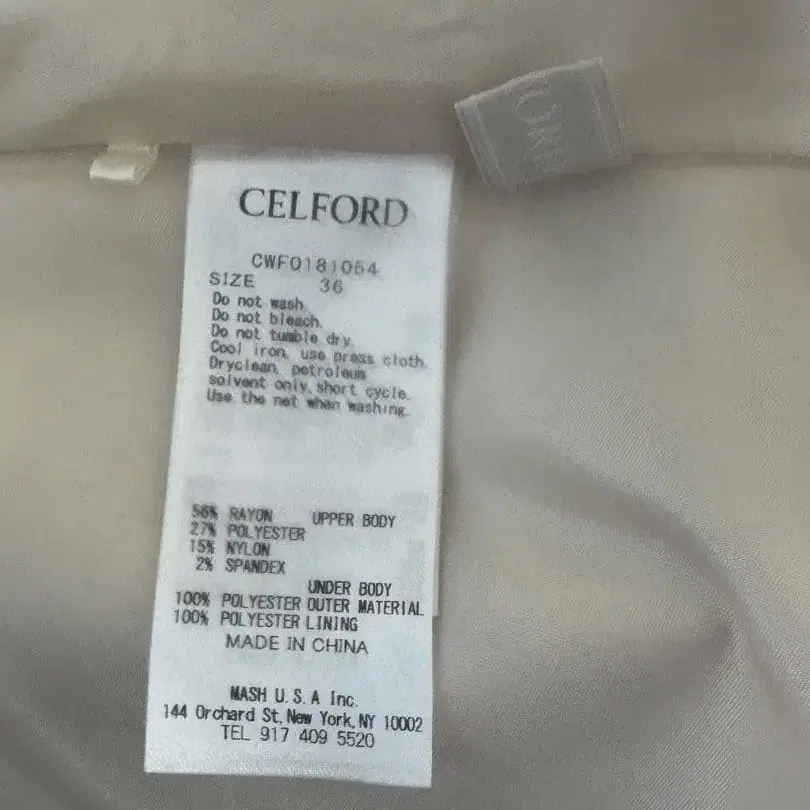 CELFORD
CWFO181054
SIZE 36
Do not wash.
Do not bleach.
Do not tumble dry.
Cool iron, use press cloth.
Dryclean, petroleum
solvent only, short cycle.
Use the net when washing.
56% RAYON UPPER BODY
27% POLYESTER
15% NYLON
2% SPANDEX
UNDER BODY
100% POLYESTER OUTER MATERIAL
100% POLYESTER LINING
MADE IN CHINA
MASH U.S.A Inc.
144 Orchard St, New York, NY 10002
TEL 917 409 5520